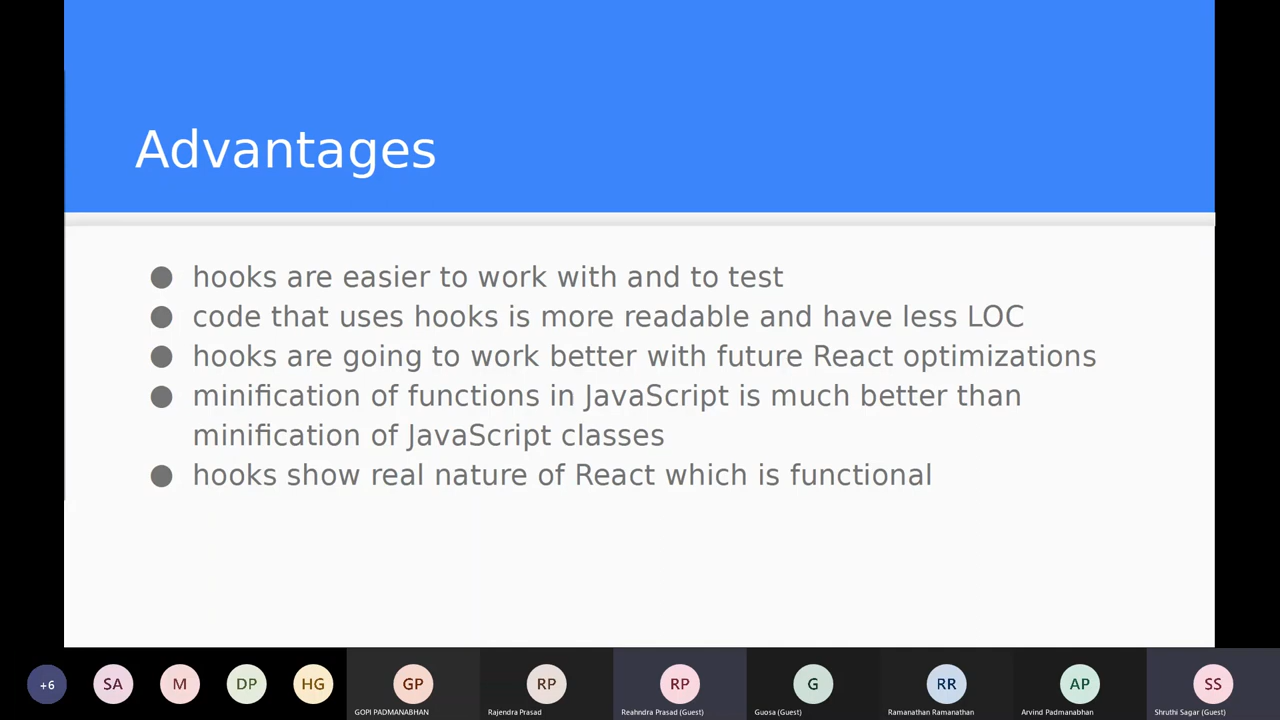 Advantages
hooks are easier to work with and to test
code that uses hooks is more readable and have less LOC
hooks are going to work better with future React optimizations
minification of functions in JavaScript is much better than
minification of JavaScript classes
hooks show real nature of React which is functional
+6 SA M DP HG GP RP RP G RR AP SS
GOPI PADMANABHAN Rajendra Prasad Reahndra Prasad (Guest) Guosa (Guest) Ramanathan Ramanathan Arvind Padmanabhan Shruthi Sagar (Guest)